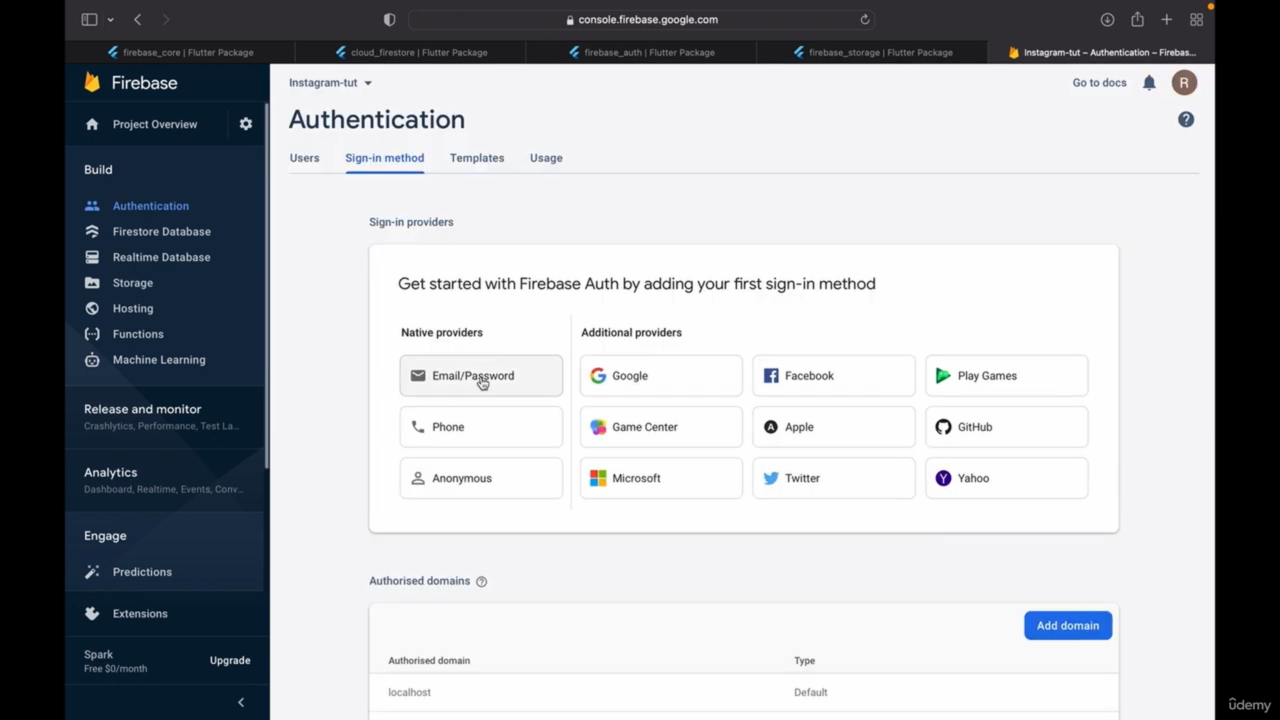 console.firebase.google.com
firebase_core | Flutter Package
cloud_firestore | Flutter Package
firebase_auth | Flutter Package
firebase_storage | Flutter Package
Instagram-tut – Authentication – Firebas...
Firebase
Project Overview
Build
Authentication
Firestore Database
Realtime Database
Storage
Hosting
Functions
Machine Learning
Release and monitor
Crashlytics, Performance, Test La...
Analytics
Dashboard, Realtime, Events, Conv...
Engage
Predictions
Extensions
Spark
Free $0/month
Upgrade
Instagram-tut
Go to docs
R
Authentication
Users
Sign-in method
Templates
Usage
Sign-in providers
Get started with Firebase Auth by adding your first sign-in method
Native providers
Additional providers
Email/Password
Google
Facebook
Play Games
Phone
Game Center
Apple
GitHub
Anonymous
Microsoft
Twitter
Yahoo
Authorised domains
Add domain
Authorised domain
Type
localhost
Default
ûdemy